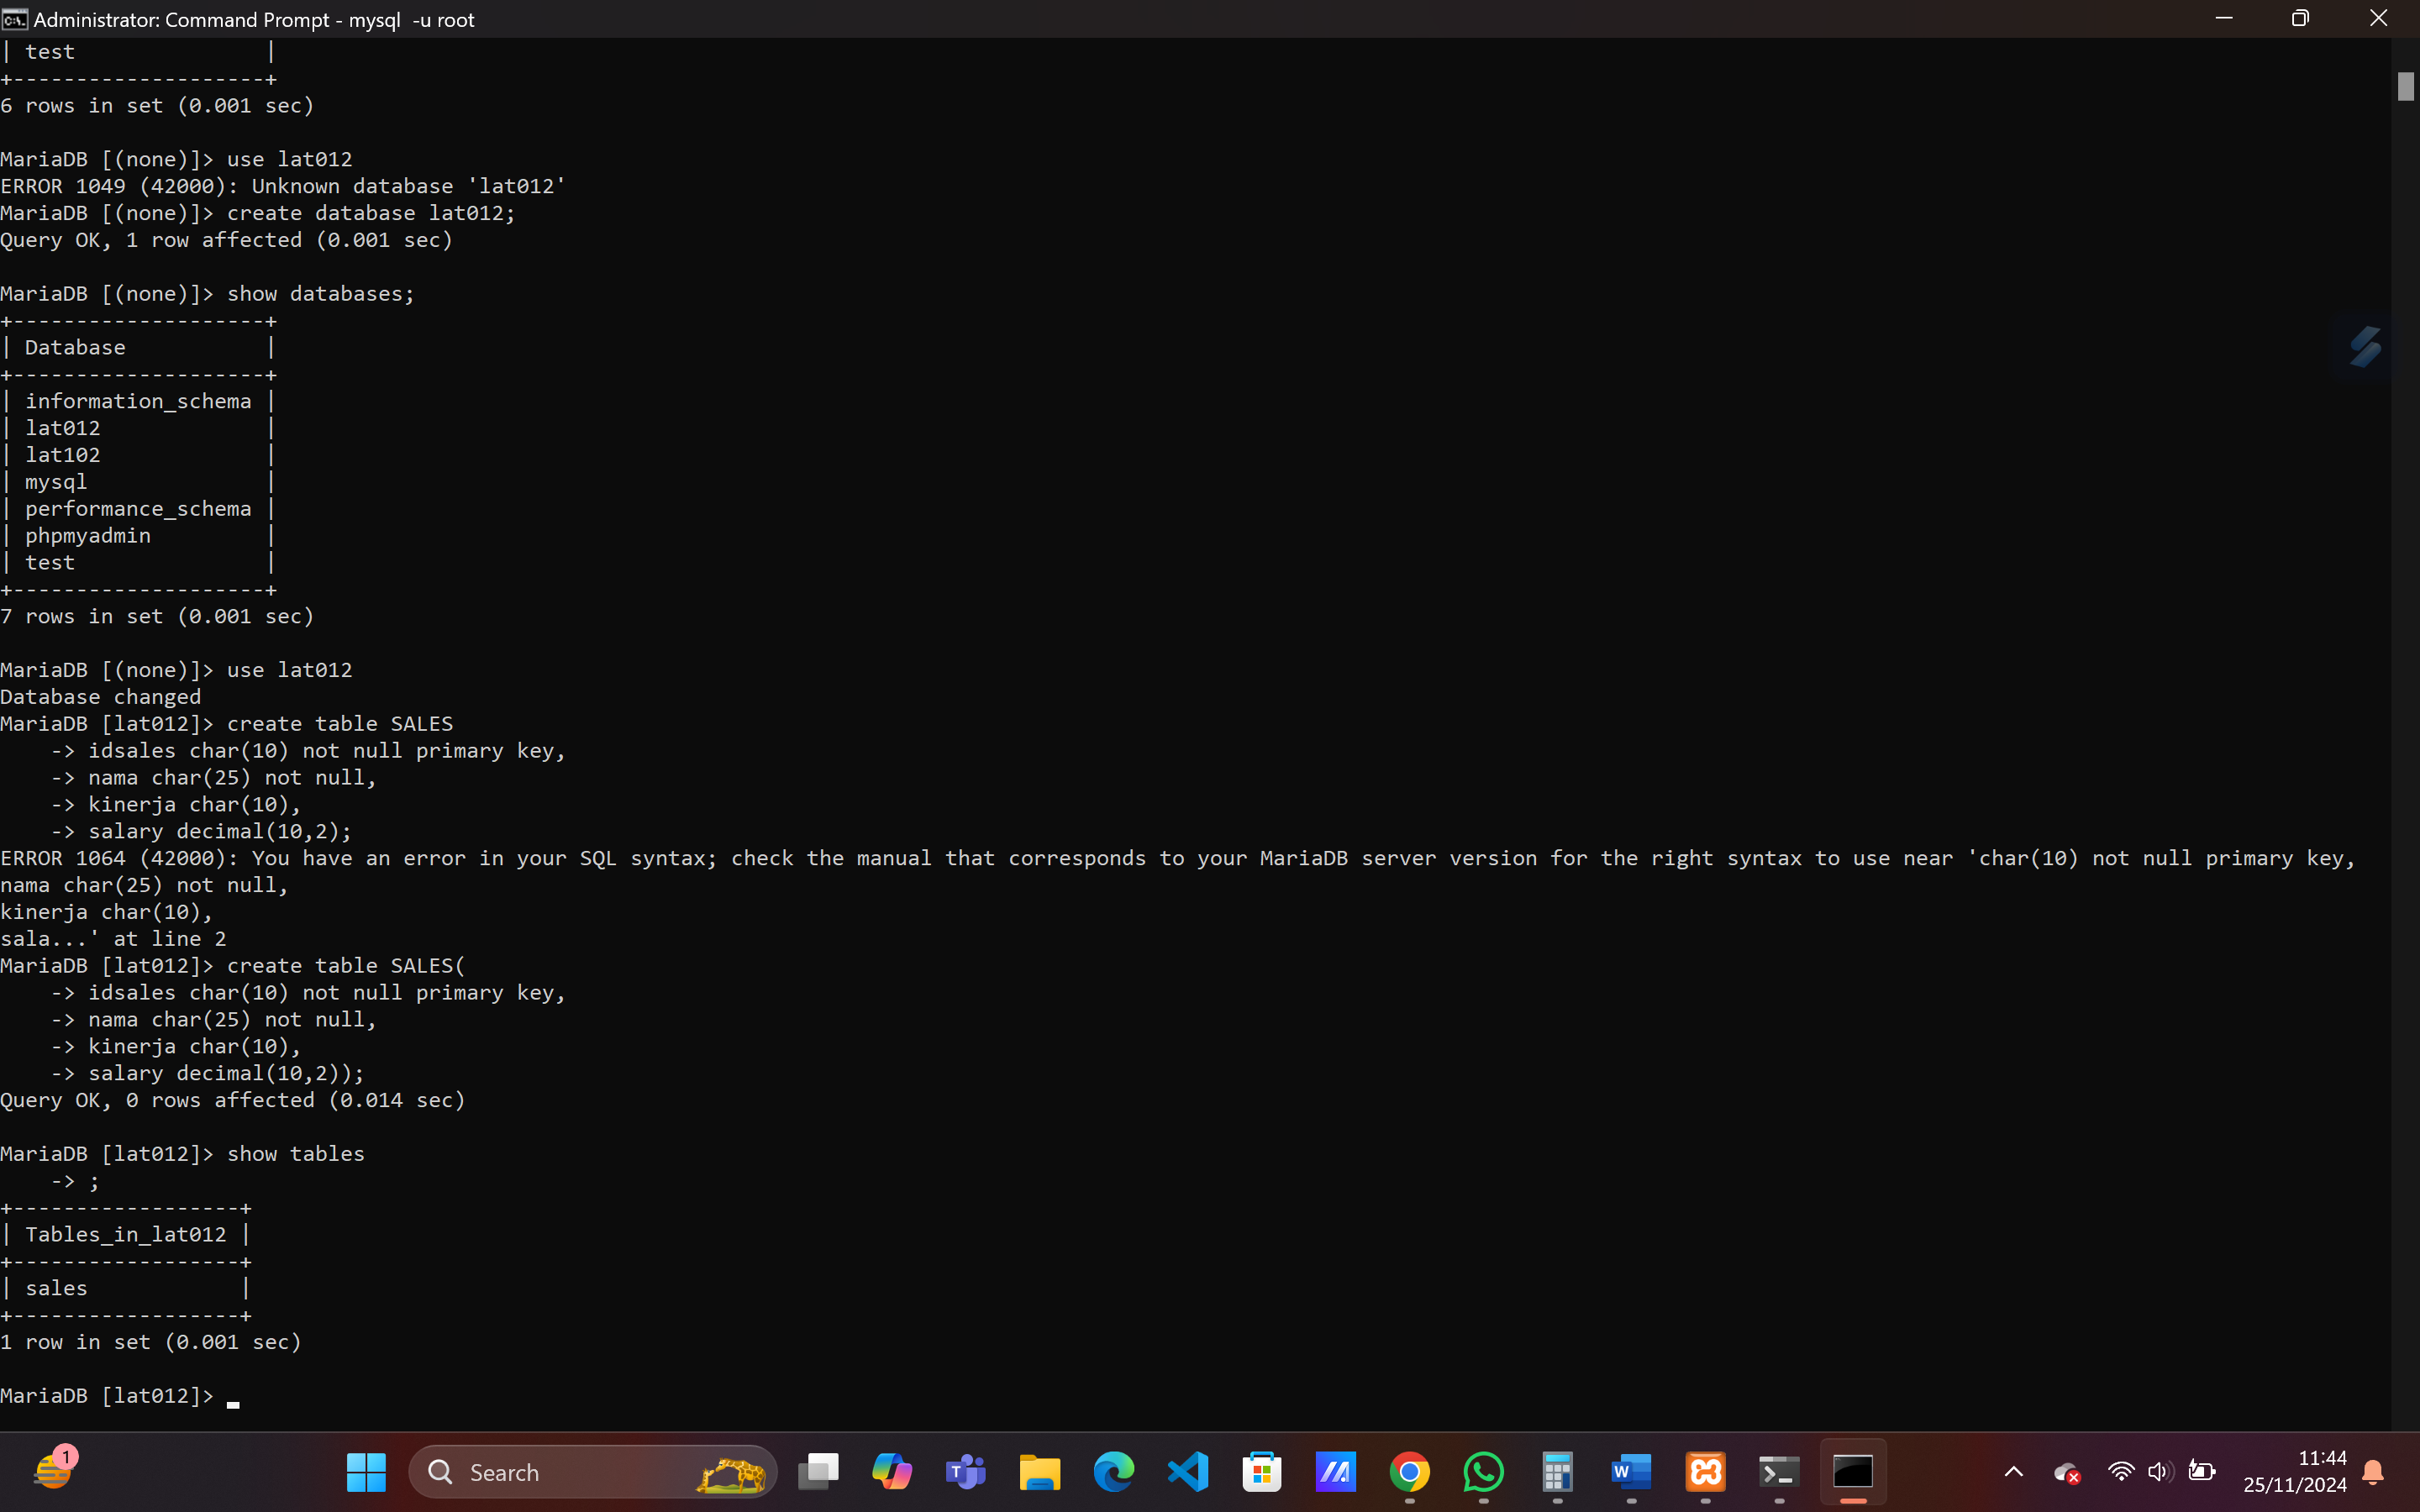 Administrator: Command Prompt - mysql  -u root
| test               |
+--------------------+
6 rows in set (0.001 sec)
MariaDB [(none)]> use lat012
ERROR 1049 (42000): Unknown database 'lat012'
MariaDB [(none)]> create database lat012;
Query OK, 1 row affected (0.001 sec)
MariaDB [(none)]> show databases;
+--------------------+
| Database           |
+--------------------+
| information_schema |
| lat012             |
| lat102             |
| mysql              |
| performance_schema |
| phpmyadmin         |
| test               |
+--------------------+
7 rows in set (0.001 sec)
MariaDB [(none)]> use lat012
Database changed
MariaDB [lat012]> create table SALES
    -> idsales char(10) not null primary key,
    -> nama char(25) not null,
    -> kinerja char(10),
    -> salary decimal(10,2);
ERROR 1064 (42000): You have an error in your SQL syntax; check the manual that corresponds to your MariaDB server version for the right syntax to use near 'char(10) not null primary key,
nama char(25) not null,
kinerja char(10),
sala...' at line 2
MariaDB [lat012]> create table SALES(
    -> idsales char(10) not null primary key,
    -> nama char(25) not null,
    -> kinerja char(10),
    -> salary decimal(10,2));
Query OK, 0 rows affected (0.014 sec)
MariaDB [lat012]> show tables
    -> ;
+------------------+
| Tables_in_lat012 |
+------------------+
| sales            |
+------------------+
1 row in set (0.001 sec)
MariaDB [lat012]> 
1
Search
11:44
25/11/2024